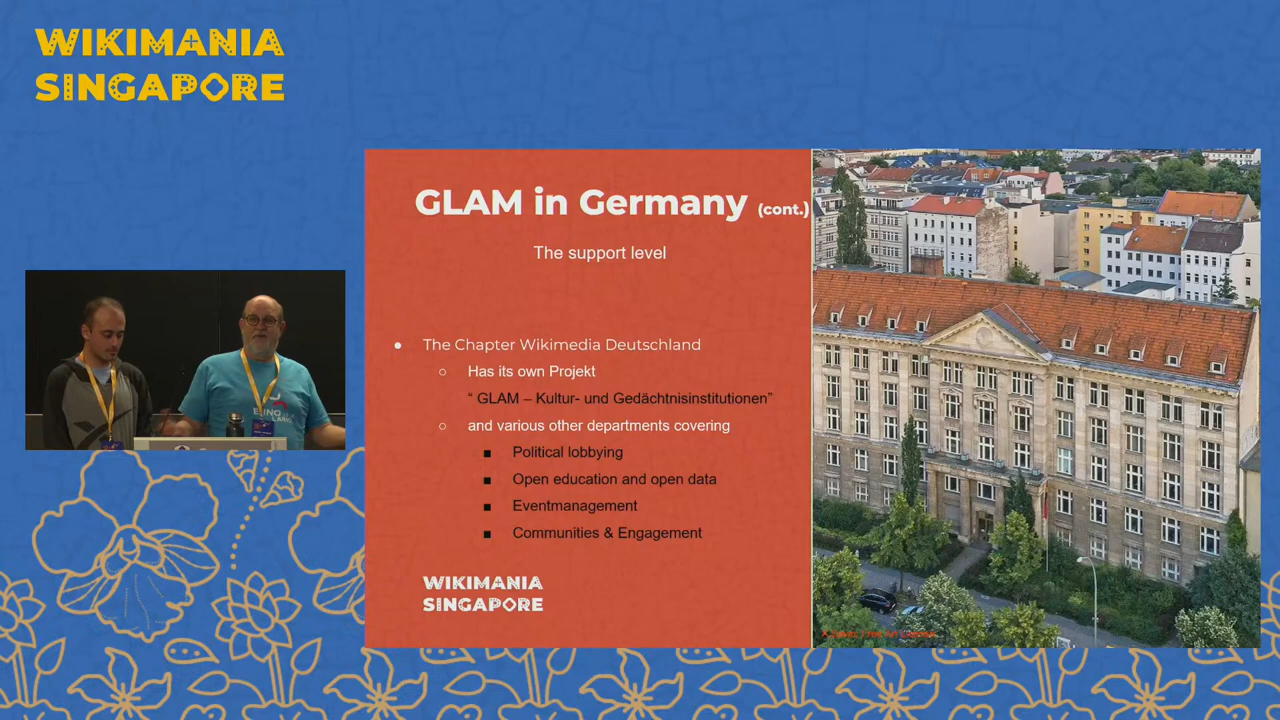 WIKIMANIA
SINGAPORE
GLAM in Germany (cont.)
The support level
● The Chapter Wikimedia Deutschland
○ Has its own Projekt
“ GLAM – Kultur- und Gedächtnisinstitutionen”
○ and various other departments covering
■ Political lobbying
■ Open education and open data
■ Eventmanagement
■ Communities & Engagement
WIKIMANIA
SINGAPORE